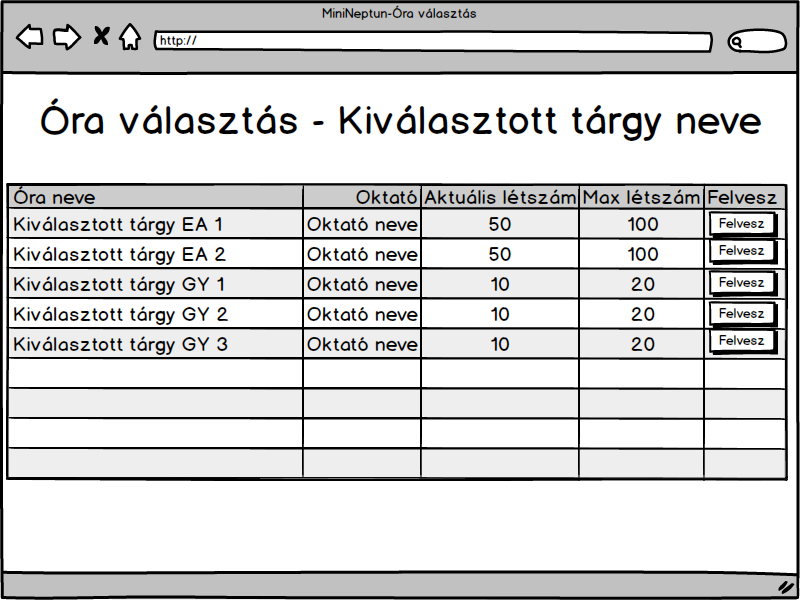 MiniNeptun-Óra választás
http://
Óra választás - Kiválasztott tárgy neve
Óra neve Oktató Aktuális létszám Max létszám Felvesz
Kiválasztott tárgy EA 1 Oktató neve 50 100 Felvesz
Kiválasztott tárgy EA 2 Oktató neve 50 100 Felvesz
Kiválasztott tárgy GY 1 Oktató neve 10 20 Felvesz
Kiválasztott tárgy GY 2 Oktató neve 10 20 Felvesz
Kiválasztott tárgy GY 3 Oktató neve 10 20 Felvesz